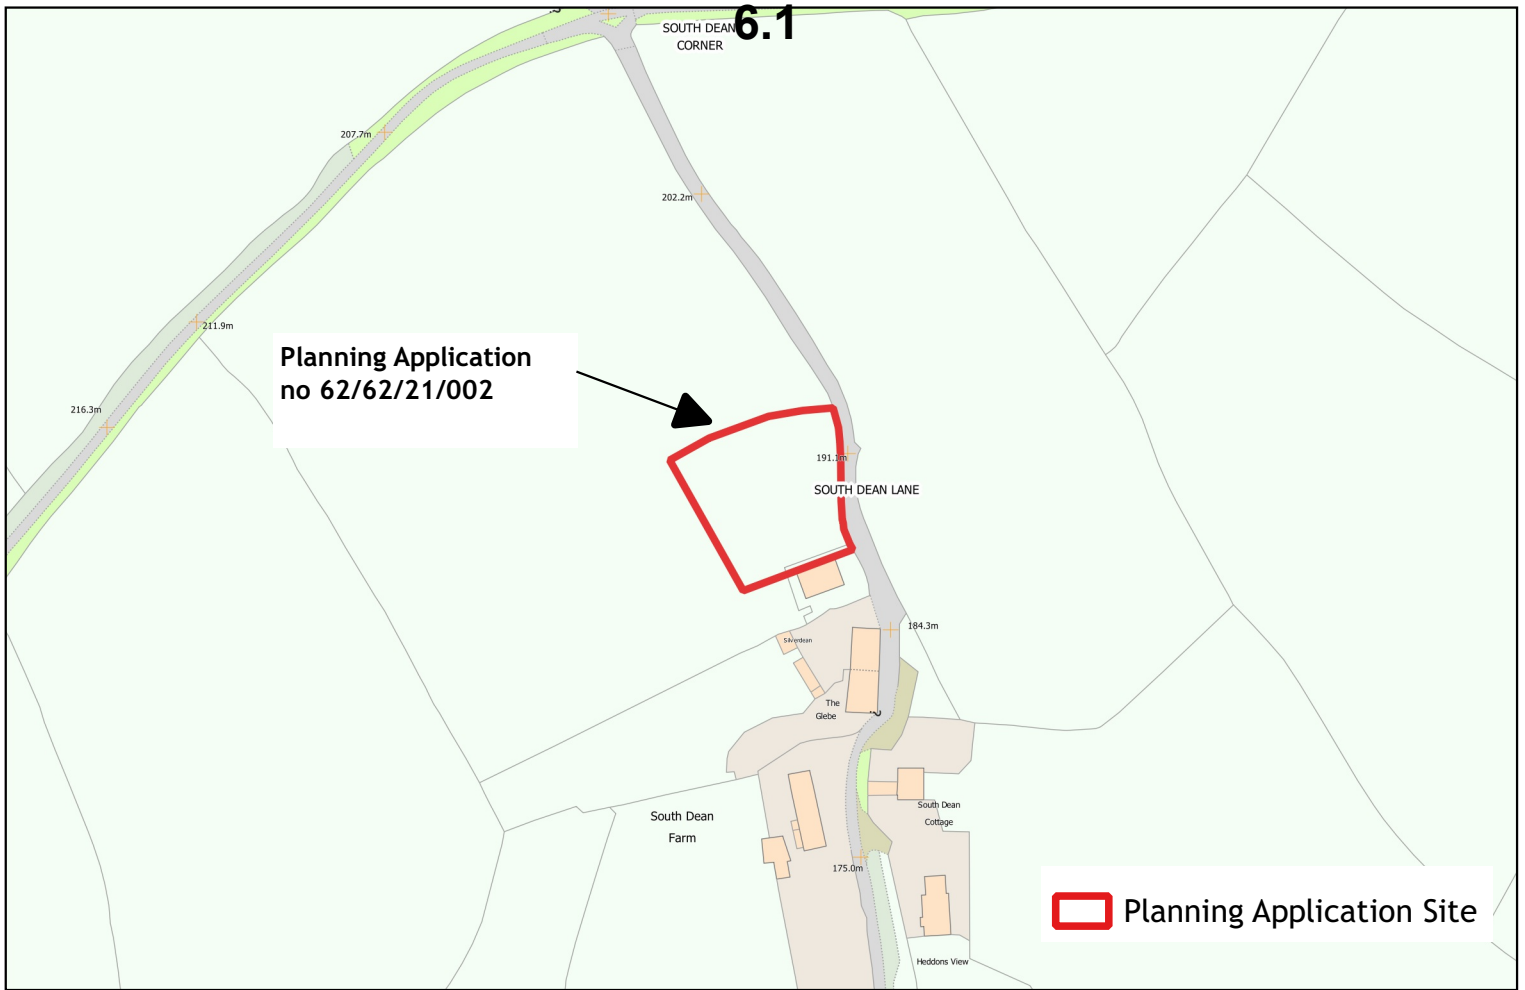 6.1
SOUTH DEAN
CORNER
207.7m
202.2m
211.9m
Planning Application
no 62/62/21/002
216.3m
191.1m
SOUTH DEAN LANE
184.3m
Silverdean
The
Glebe
South Dean
Farm
South Dean
Cottage
175.0m
Planning Application Site
Heddons View